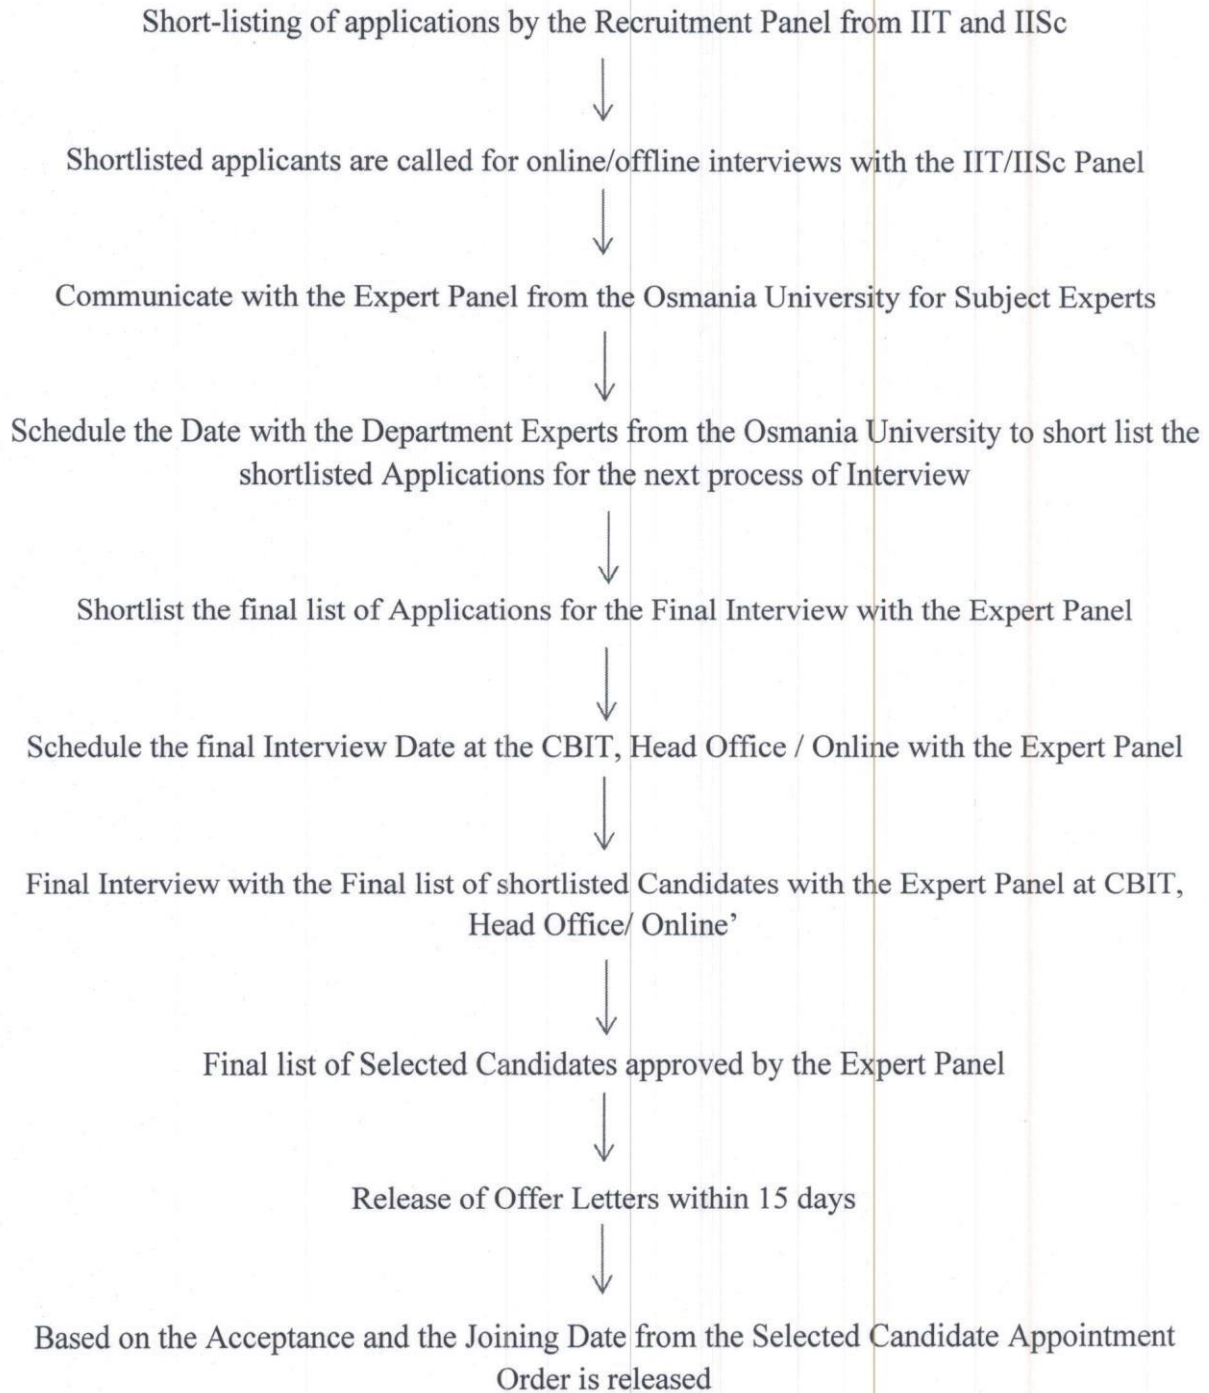 Short-listing of applications by the Recruitment Panel from IIT and IISc
Shortlisted applicants are called for online/offline interviews with the IIT/IISc Panel
Communicate with the Expert Panel from the Osmania University for Subject Experts
Schedule the Date with the Department Experts from the Osmania University to short list the
shortlisted Applications for the next process of Interview
Shortlist the final list of Applications for the Final Interview with the Expert Panel
Schedule the final Interview Date at the CBIT, Head Office / Online with the Expert Panel
Final Interview with the Final list of shortlisted Candidates with the Expert Panel at CBIT,
Head Office/ Online’
Final list of Selected Candidates approved by the Expert Panel
Release of Offer Letters within 15 days
Based on the Acceptance and the Joining Date from the Selected Candidate Appointment
Order is released